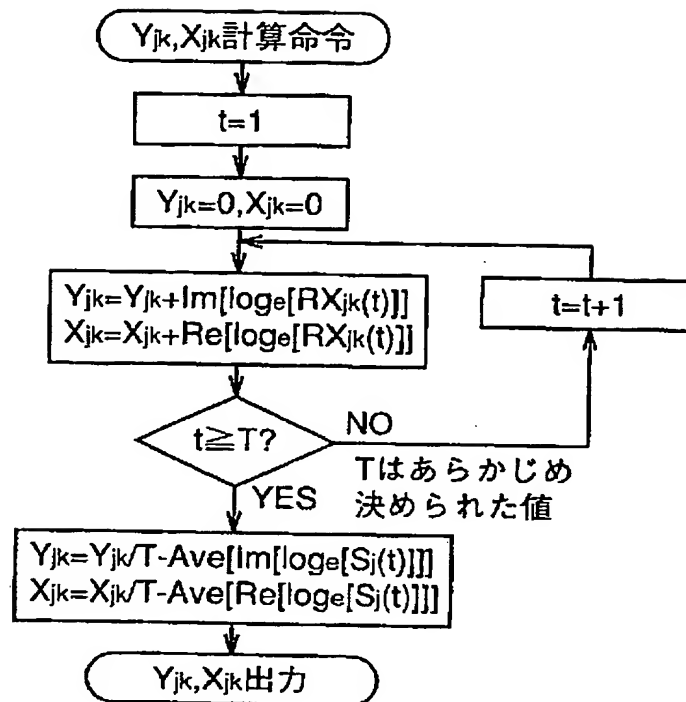 Yjk,Xjk計算命令
t=1
Yjk=0,Xjk=0
Yjk=Yjk+Im[loge[RXjk(t)]]
Xjk=Xjk+Re[loge[RXjk(t)]]
t=t+1
t≧T?
NO
Tはあらかじめ
決められた値
YES
Yjk=Yjk/T-Ave[Im[loge[Sj(t)]]]
Xjk=Xjk/T-Ave[Re[loge[Sj(t)]]]
Yjk,Xjk出力